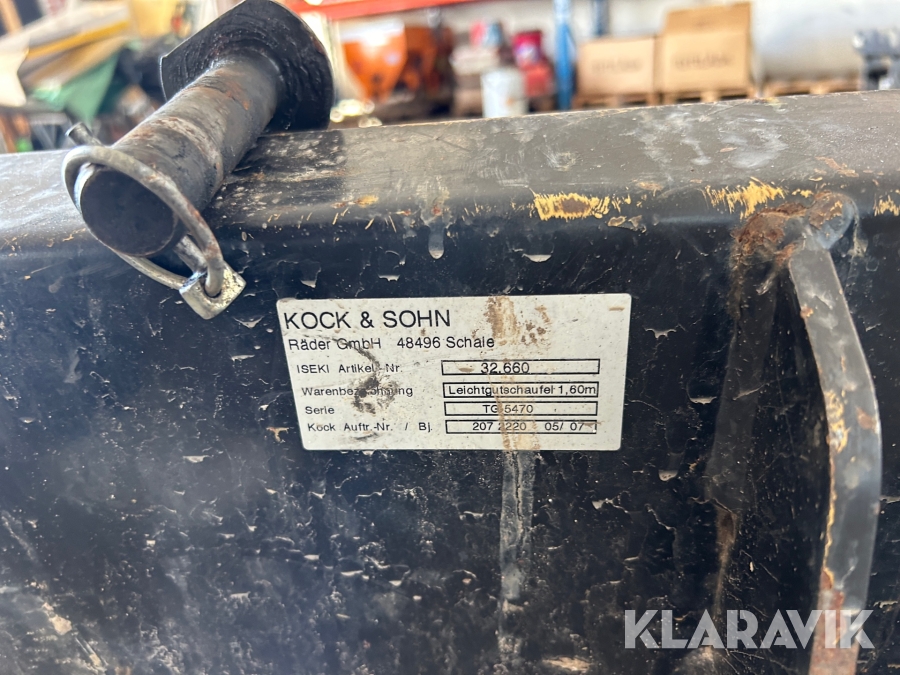 KOCK & SOHN
Räder GmbH 48496 Schale
ISEKI Artikel-Nr. 32.660
Warenbezeichnung Leichtgutschaufel 1,60m
Serie TG 5470
Kock Auftr.-Nr. / Bj. 207 2220 05/ 07
KLARAVIK